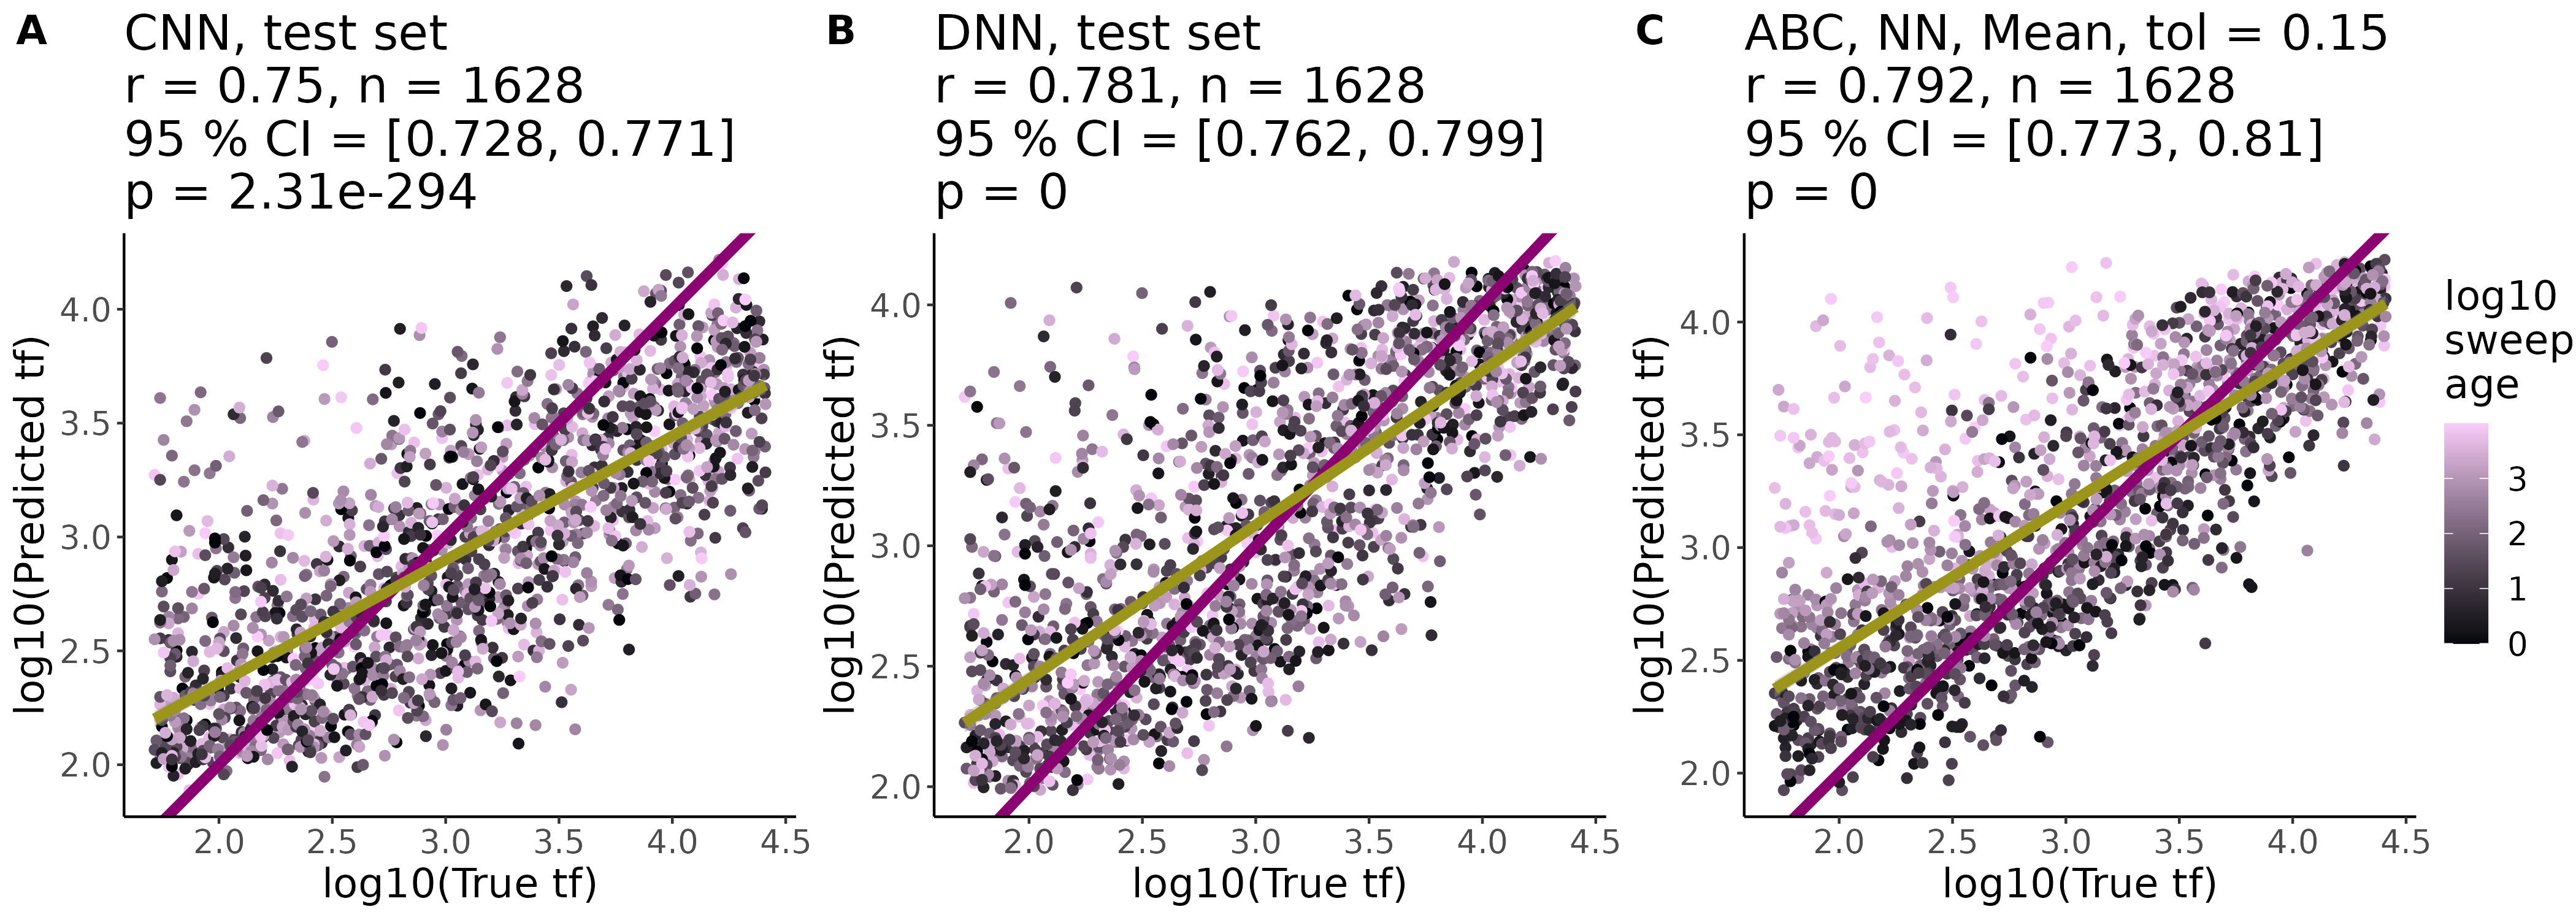 A
CNN, test set
r = 0.75, n = 1628
95 % CI = [0.728, 0.771]
p = 2.31e-294
log10(Predicted tf)
4.0
3.5
3.0
2.5
2.0
2.0 2.5 3.0 3.5 4.0 4.5
log10(True tf)
B
DNN, test set
r = 0.781, n = 1628
95 % CI = [0.762, 0.799]
p = 0
log10(Predicted tf)
4.0
3.5
3.0
2.5
2.0
2.0 2.5 3.0 3.5 4.0 4.5
log10(True tf)
C
ABC, NN, Mean, tol = 0.15
r = 0.792, n = 1628
95 % CI = [0.773, 0.81]
p = 0
log10(Predicted tf)
4.0
3.5
3.0
2.5
2.0
2.0 2.5 3.0 3.5 4.0 4.5
log10(True tf)
log10
sweep
age
3
2
1
0